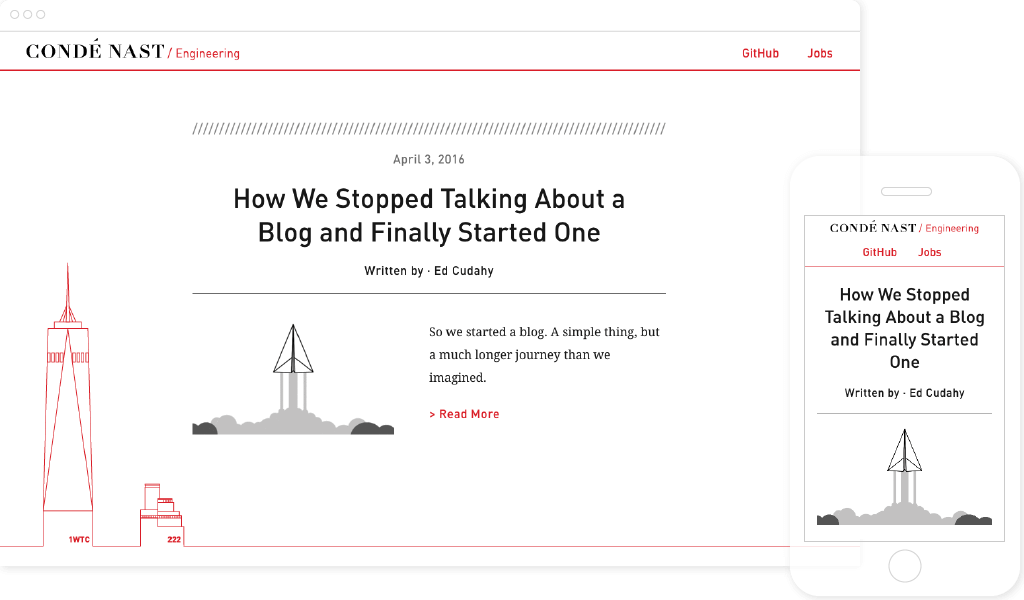 CONDÉ NAST / Engineering
GitHub Jobs
////////////////////////////////////////////////////////////////////////////////////////
April 3, 2016
How We Stopped Talking About a
Blog and Finally Started One
Written by · Ed Cudahy
So we started a blog. A simple thing, but
a much longer journey than we
imagined.
> Read More
1WTC
222
CONDÉ NAST / Engineering
GitHub Jobs
How We Stopped
Talking About a Blog
and Finally Started
One
Written by · Ed Cudahy